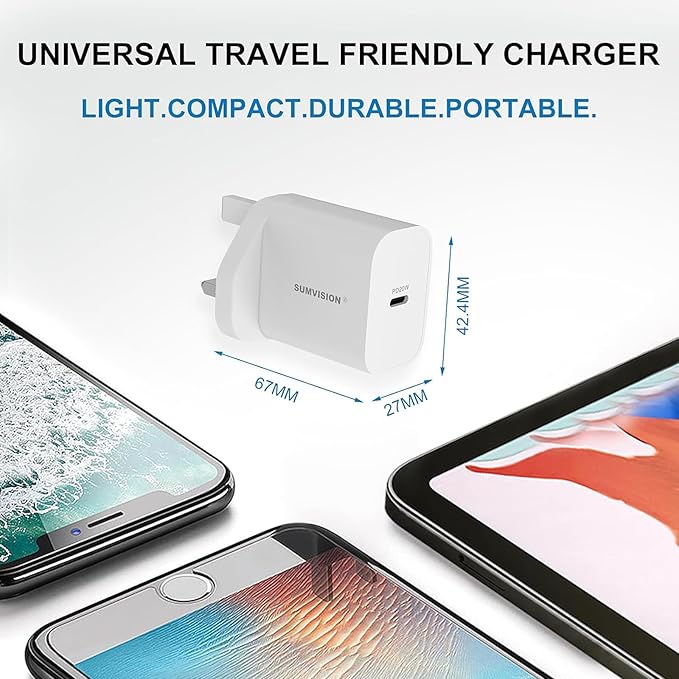 UNIVERSAL TRAVEL FRIENDLY CHARGER
LIGHT.COMPACT.DURABLE.PORTABLE.
SUMVISION®
PD20W
42.4MM
67MM
27MM